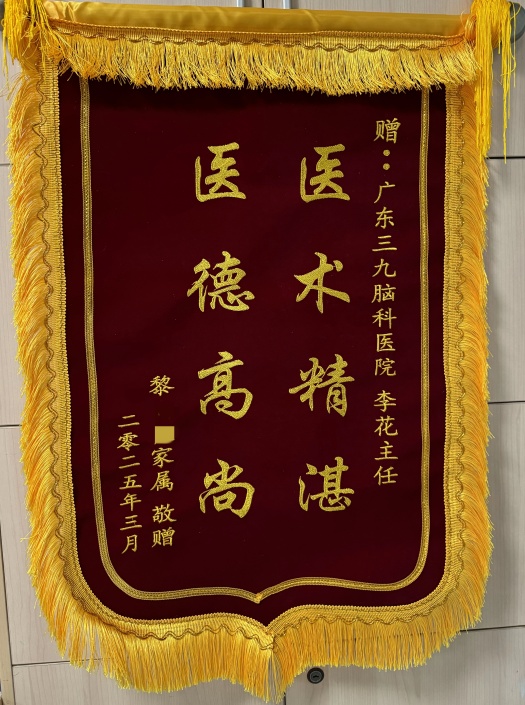 赠：广东三九脑科医院 李花主任
医术精湛
医德高尚
黎 家属 敬赠
二零二五年三月